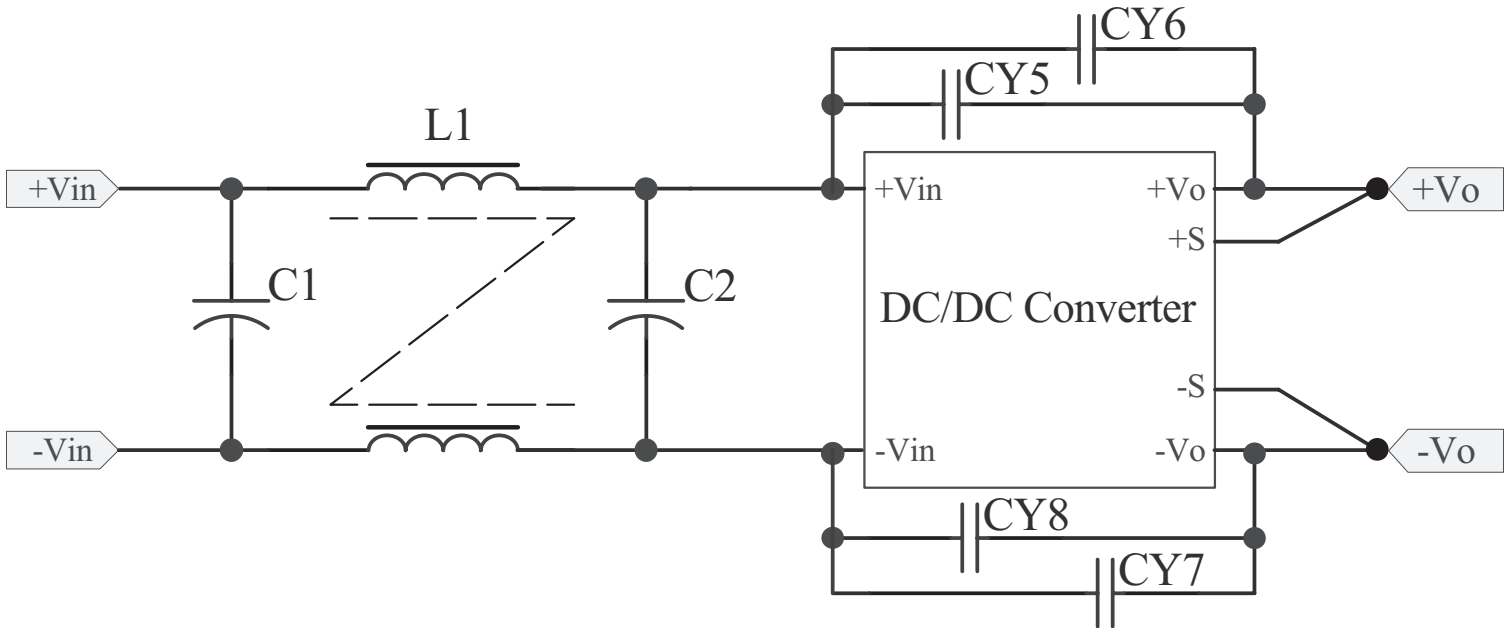 CY6
CY5
L1
+Vin
+Vin
+Vo
+Vo
+S
C1
C2
DC/DC Converter
-S
-Vin
-Vin
-Vo
-Vo
CY8
CY7